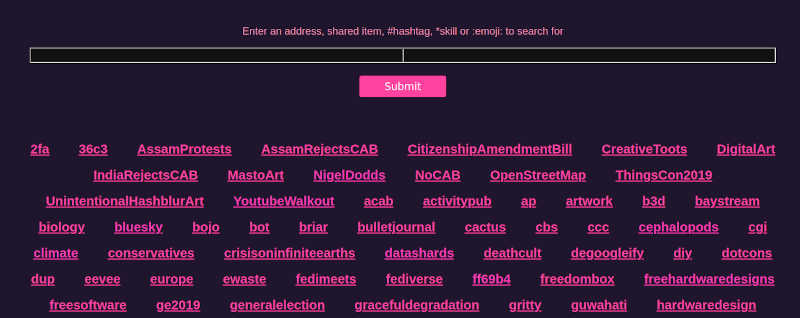 Enter an address, shared item, #hashtag, *skill or :emoji: to search for
Submit
2fa 36c3 AssamProtests AssamRejectsCAB CitizenshipAmendmentBill CreativeToots DigitalArt
IndiaRejectsCAB MastoArt NigelDodds NoCAB OpenStreetMap ThingsCon2019
UnintentionalHashblurArt YoutubeWalkout acab activitypub ap artwork b3d baystream
biology bluesky bojo bot briar bulletjournal cactus cbs ccc cephalopods cgi
climate conservatives crisisoninfiniteearths datashards deathcult degoogleify diy dotcons
dup eevee europe ewaste fedimeets fediverse ff69b4 freedombox freehardwaredesigns
freesoftware ge2019 generalelection gracefuldegradation gritty guwahati hardwaredesign